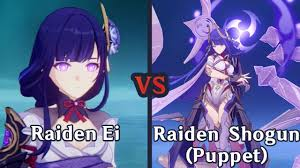 Raiden Ei
VS
Raiden Shogun
(Puppet)